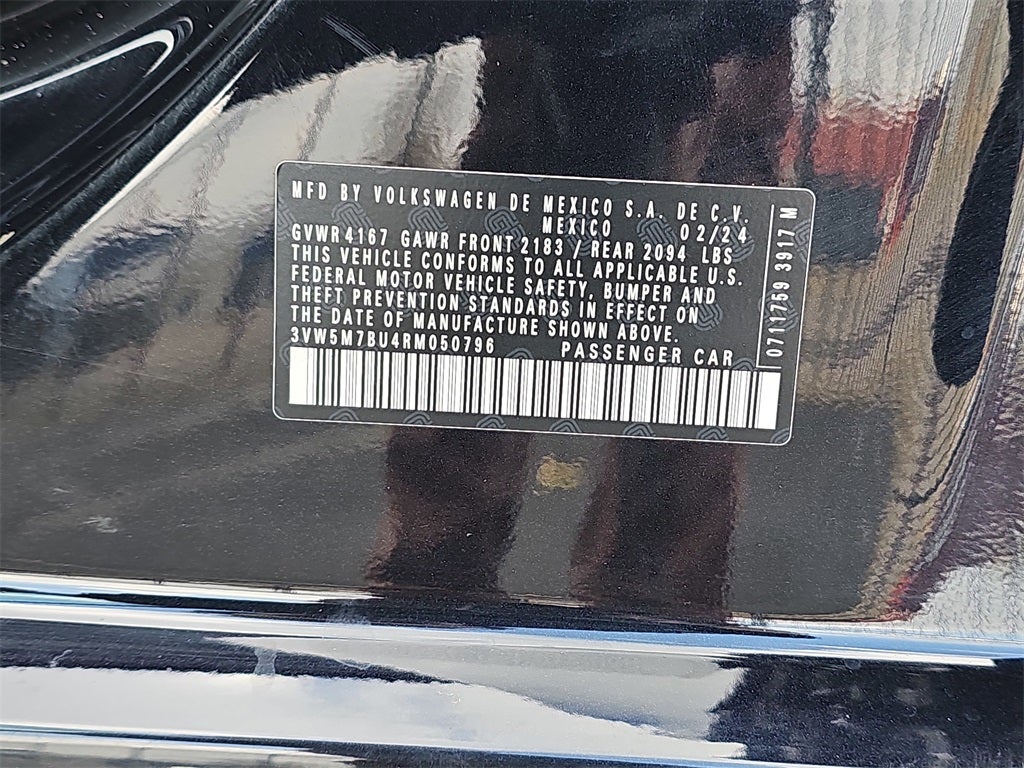 MFD BY VOLKSWAGEN DE MEXICO S.A. DE C.V.
MEXICO 02/24
GVWR 4167 GAWR FRONT 2183 / REAR 2094 LBS
THIS VEHICLE CONFORMS TO ALL APPLICABLE U.S.
FEDERAL MOTOR VEHICLE SAFETY, BUMPER AND
THEFT PREVENTION STANDARDS IN EFFECT ON
THE DATE OF MANUFACTURE SHOWN ABOVE.
3VW5M7BU4RM050796 PASSENGER CAR
0711759 3917 M